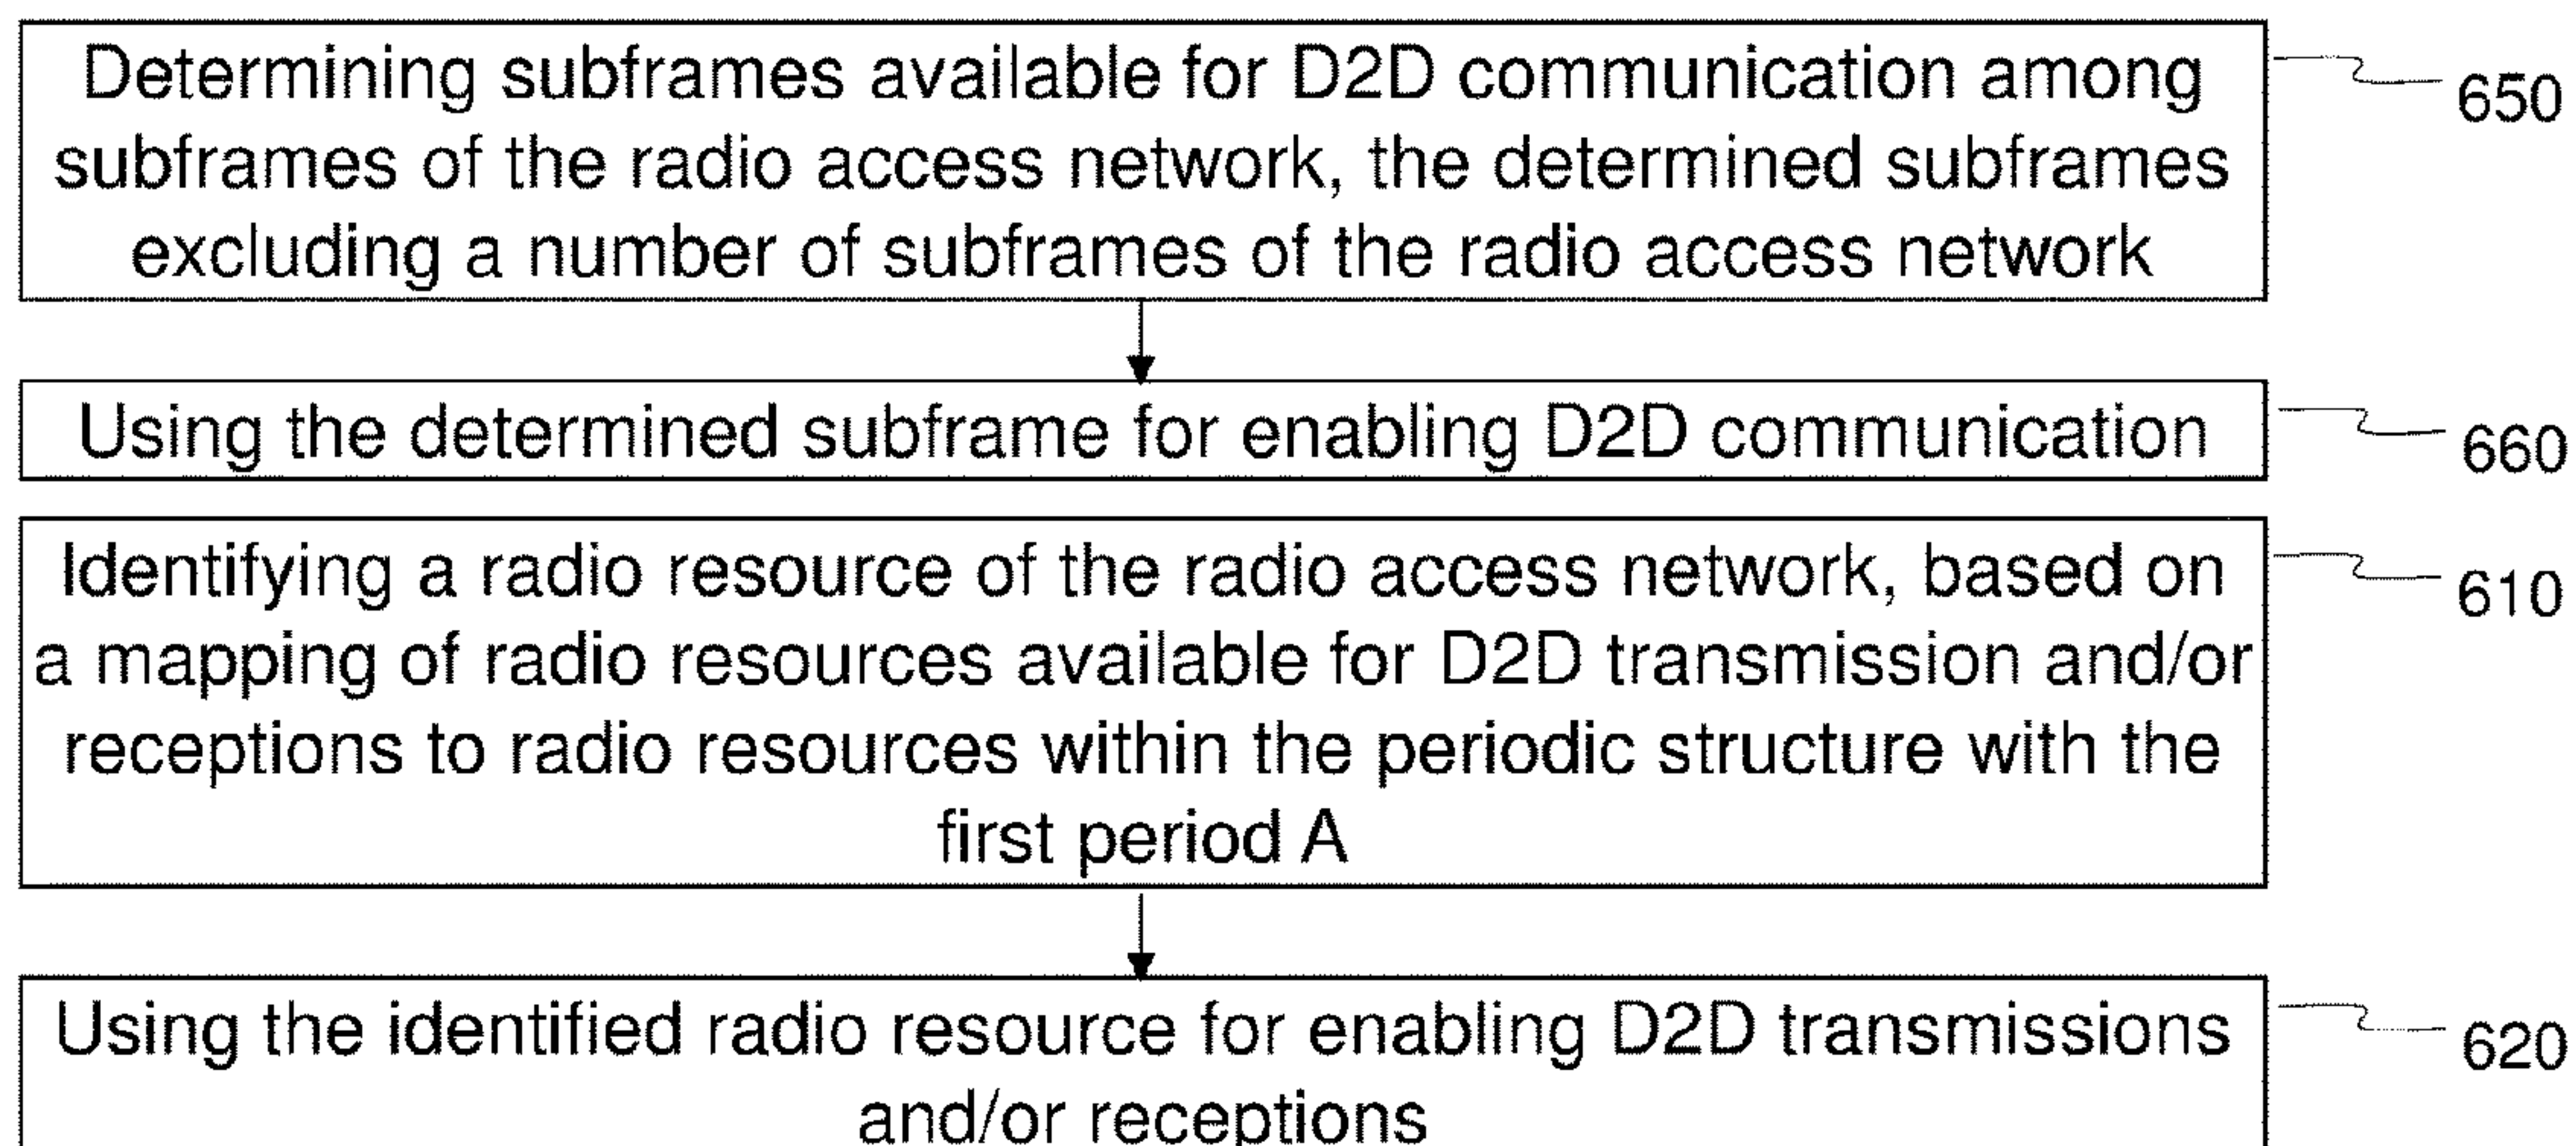 Determining subframes available for D2D communication among
650
subframes of the radio access network, the determined subframes
excluding a number of subframes of the radio access network
Using the determined subframe for enabling D2D communication
660
Identifying a radio resource of the radio access network, based on
610
a mapping of radio resources available for D2D transmission and/or
receptions to radio resources within the periodic structure with the
first period A
Using the identified radio resource for enabling D2D transmissions
620
and/or receptions